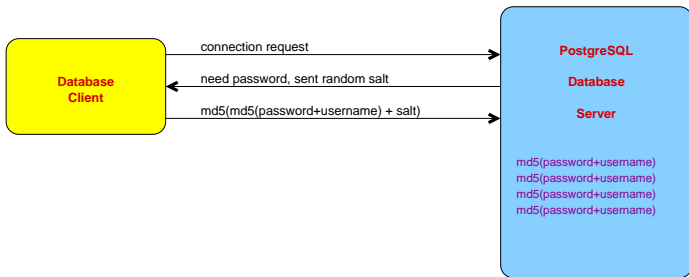 Database
Client
connection request
need password, sent random salt
md5(md5(password+username) + salt)
PostgreSQL
Database
Server
md5(password+username)
md5(password+username)
md5(password+username)
md5(password+username)